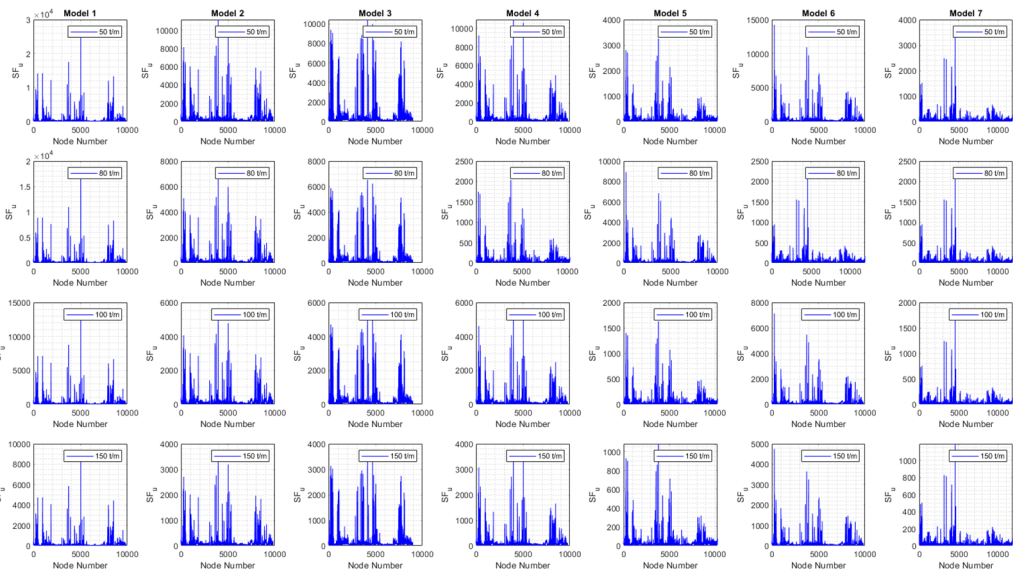 Model 1 Model 2 Model 3 Model 4 Model 5 Model 6 Model 7
×10⁴
3 2 1 0 SFu 50 t/m 0 5000 10000 Node Number
10000 8000 6000 4000 2000 0 SFu 50 t/m 0 5000 10000 Node Number
10000 8000 6000 4000 2000 0 SFu 50 t/m 0 5000 10000 Node Number
10000 8000 6000 4000 2000 0 SFu 50 t/m 0 5000 10000 Node Number
4000 3000 2000 1000 0 SFu 50 t/m 0 5000 10000 Node Number
15000 10000 5000 0 SFu 50 t/m 0 5000 10000 Node Number
4000 3000 2000 1000 0 SFu 50 t/m 0 5000 10000 Node Number
×10⁴
2 1.5 1 0.5 0 SFu 80 t/m 0 5000 10000 Node Number
8000 6000 4000 2000 0 SFu 80 t/m 0 5000 10000 Node Number
8000 6000 4000 2000 0 SFu 80 t/m 0 5000 10000 Node Number
2500 2000 1500 1000 500 0 SFu 80 t/m 0 5000 10000 Node Number
10000 8000 6000 4000 2000 0 SFu 80 t/m 0 5000 10000 Node Number
2500 2000 1500 1000 500 0 SFu 80 t/m 0 5000 10000 Node Number
2500 2000 1500 1000 500 0 SFu 80 t/m 0 5000 10000 Node Number
15000 10000 5000 0 SFu 100 t/m 0 5000 10000 Node Number
6000 4000 2000 0 SFu 100 t/m 0 5000 10000 Node Number
6000 4000 2000 0 SFu 100 t/m 0 5000 10000 Node Number
6000 4000 2000 0 SFu 100 t/m 0 5000 10000 Node Number
2000 1500 1000 500 0 SFu 100 t/m 0 5000 10000 Node Number
8000 6000 4000 2000 0 SFu 100 t/m 0 5000 10000 Node Number
2000 1500 1000 500 0 SFu 100 t/m 0 5000 10000 Node Number
10000 8000 6000 4000 2000 0 SFu 150 t/m 0 5000 10000 Node Number
4000 3000 2000 1000 0 SFu 150 t/m 0 5000 10000 Node Number
4000 3000 2000 1000 0 SFu 150 t/m 0 5000 10000 Node Number
4000 3000 2000 1000 0 SFu 150 t/m 0 5000 10000 Node Number
1000 800 600 400 200 0 SFu 150 t/m 0 5000 10000 Node Number
5000 4000 3000 2000 1000 0 SFu 150 t/m 0 5000 10000 Node Number
1000 800 600 400 200 0 SFu 150 t/m 0 5000 10000 Node Number